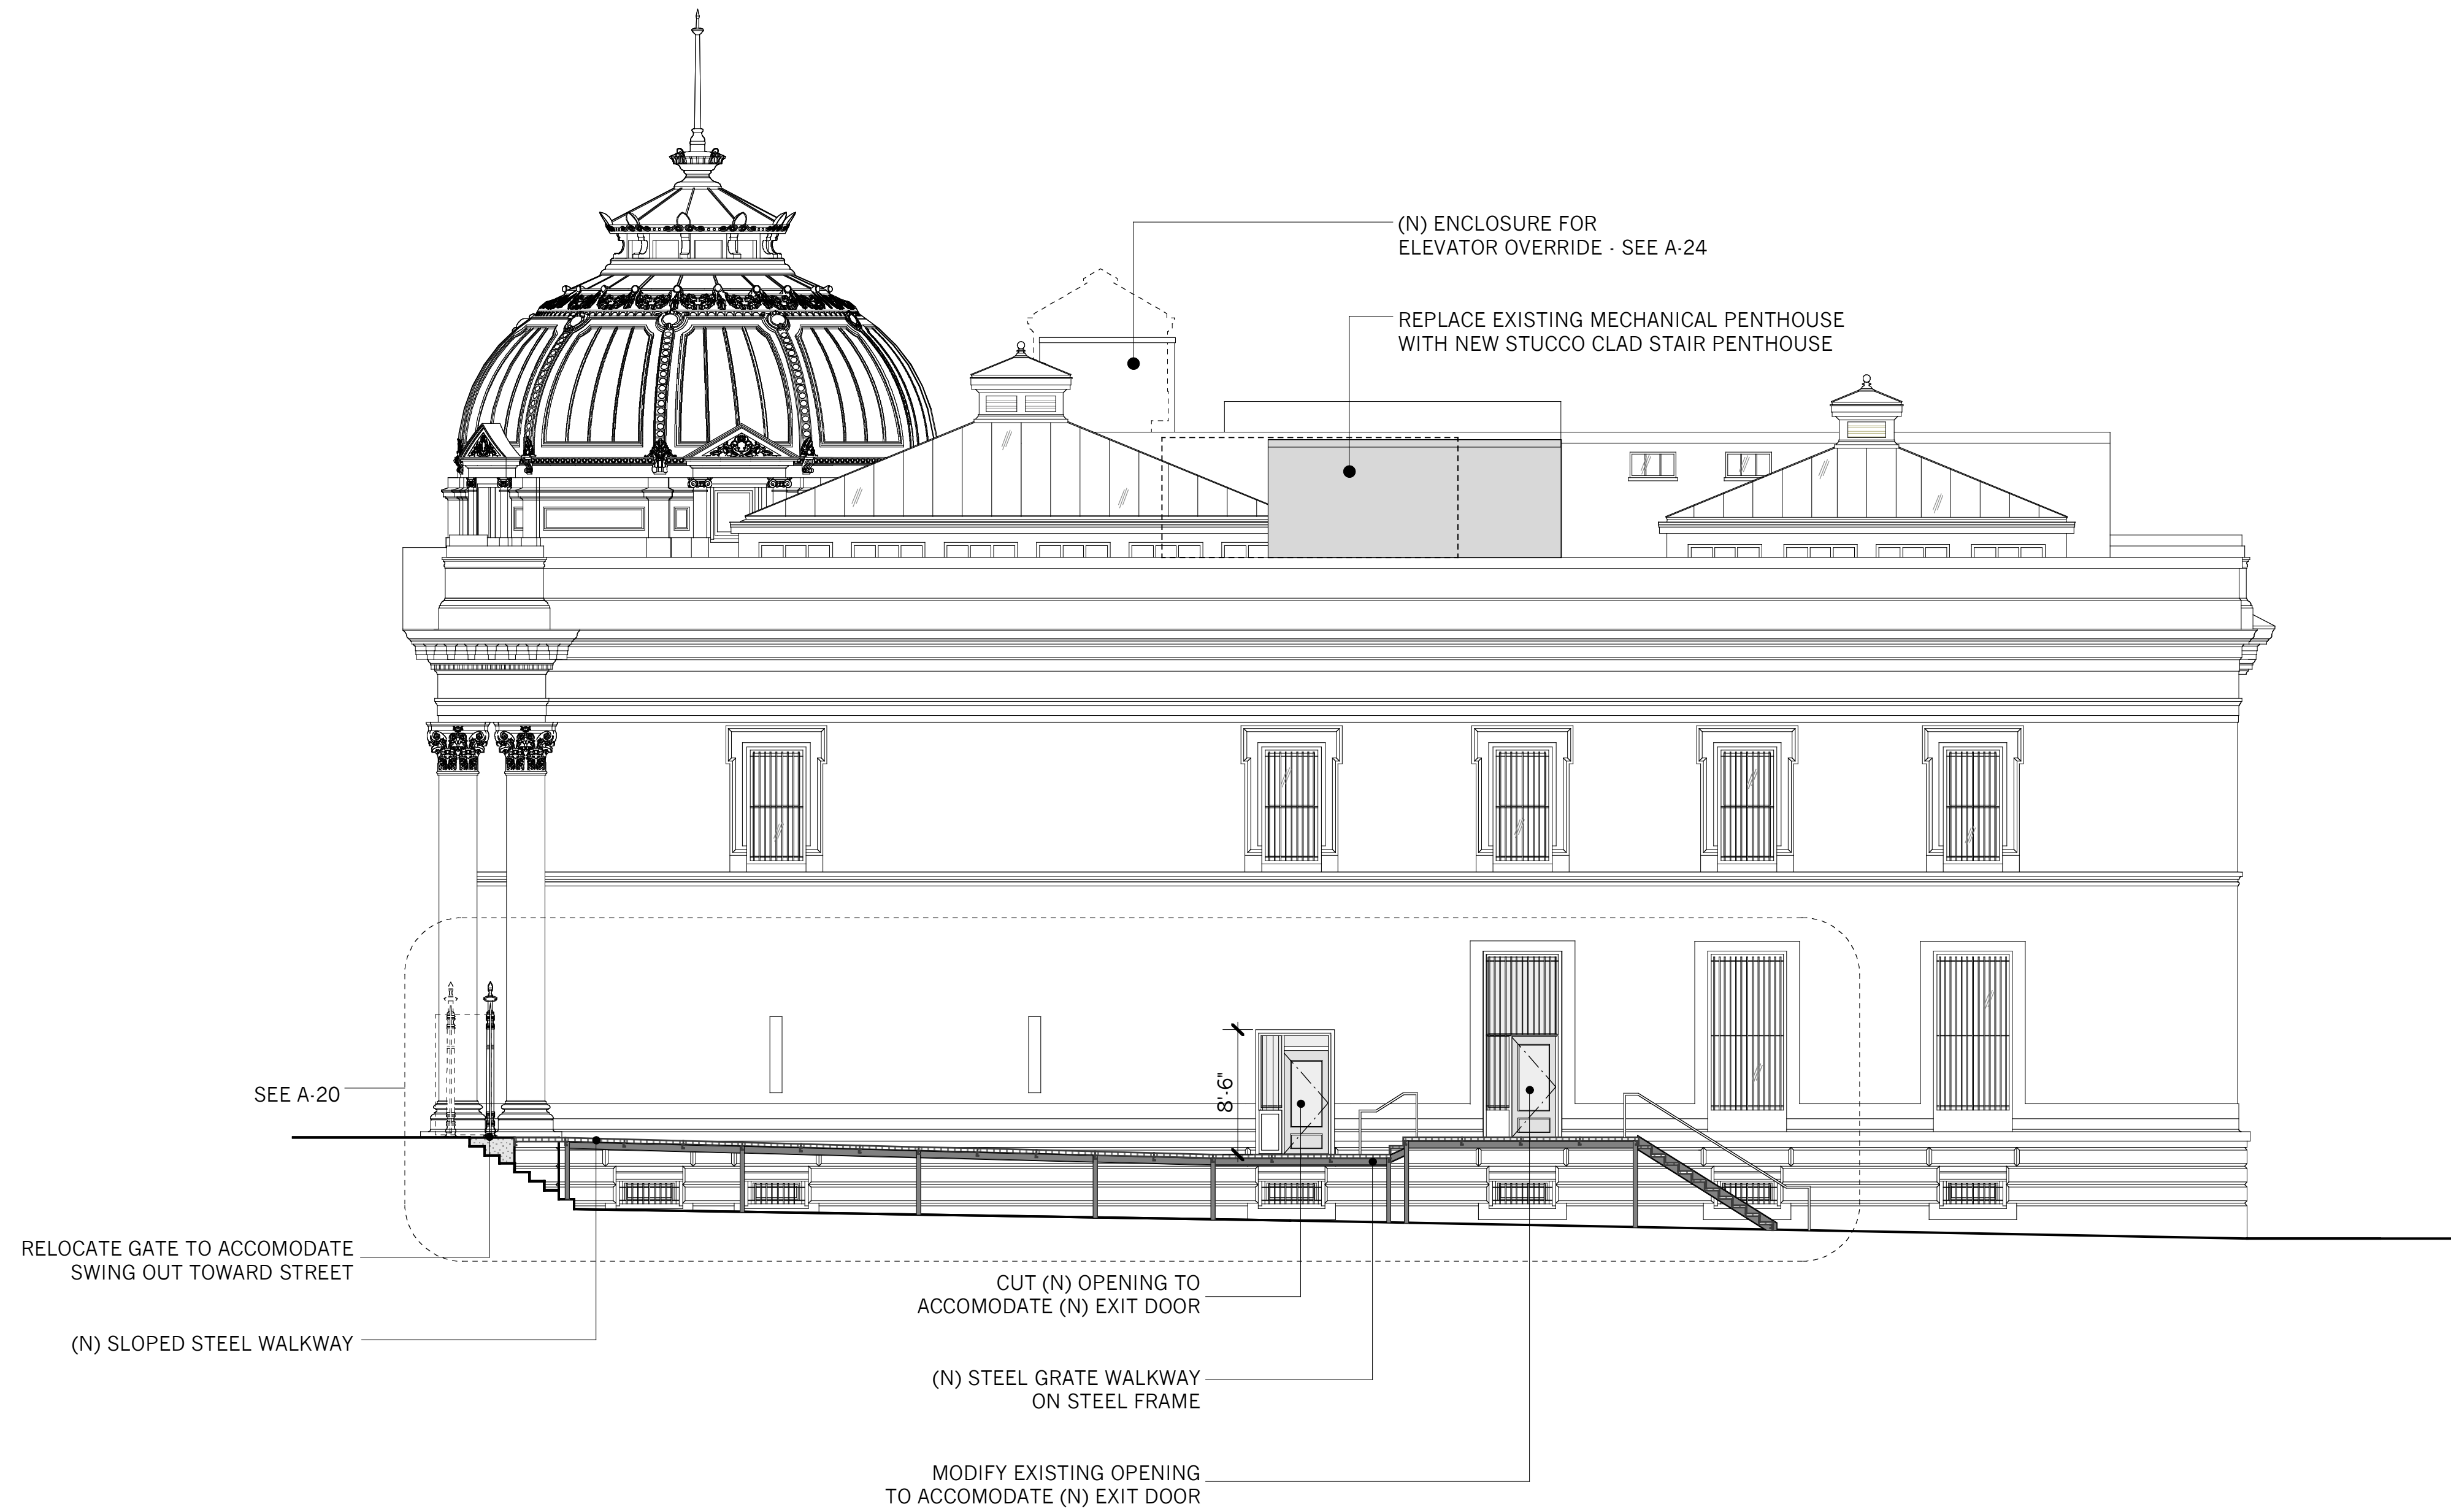 (N) ENCLOSURE FOR
ELEVATOR OVERRIDE - SEE A-24
REPLACE EXISTING MECHANICAL PENTHOUSE
WITH NEW STUCCO CLAD STAIR PENTHOUSE
8'-6"
SEE A-20
RELOCATE GATE TO ACCOMODATE
SWING OUT TOWARD STREET
(N) SLOPED STEEL WALKWAY
CUT (N) OPENING TO
ACCOMODATE (N) EXIT DOOR
(N) STEEL GRATE WALKWAY
ON STEEL FRAME
MODIFY EXISTING OPENING
TO ACCOMODATE (N) EXIT DOOR